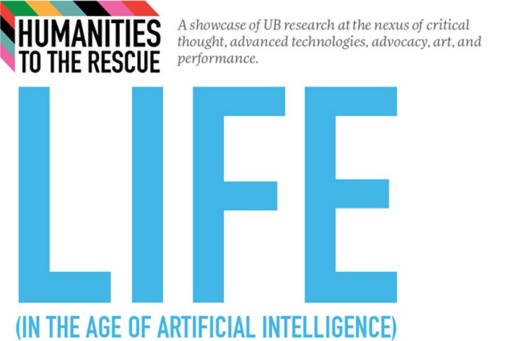 HUMANITIES
TO THE RESCUE
A showcase of UB research at the nexus of critical
thought, advanced technologies, advocacy, art, and
performance.
LIFE
(IN THE AGE OF ARTIFICIAL INTELLIGENCE)